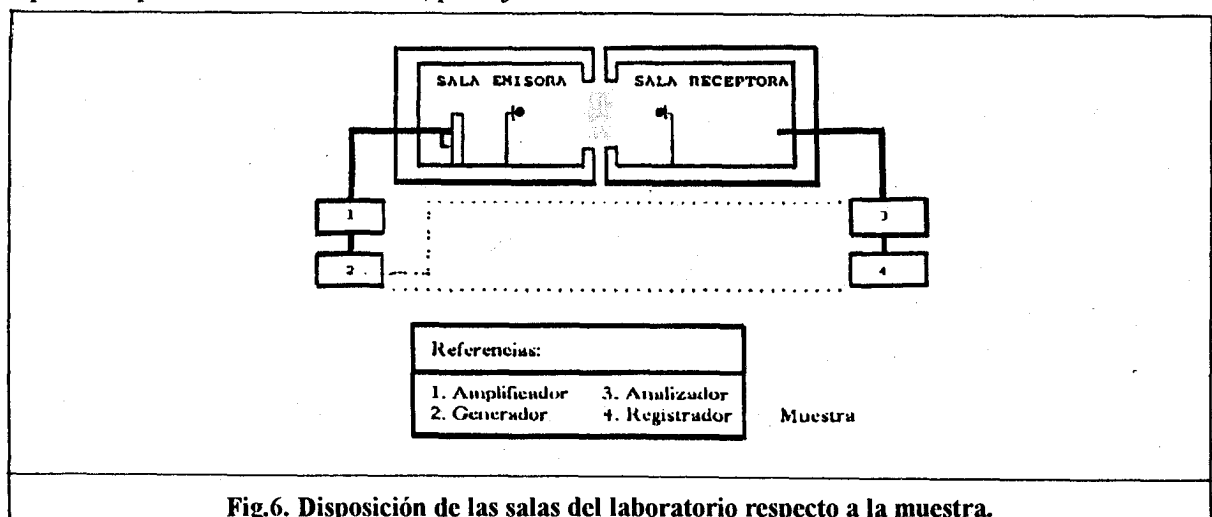 SALA EMISORA SALA RECEPTORA
1 3
2 4
Referencias:
1. Amplificador 3. Analizador
2. Generador 4. Registrador Muestra
Fig.6. Disposición de las salas del laboratorio respecto a la muestra.